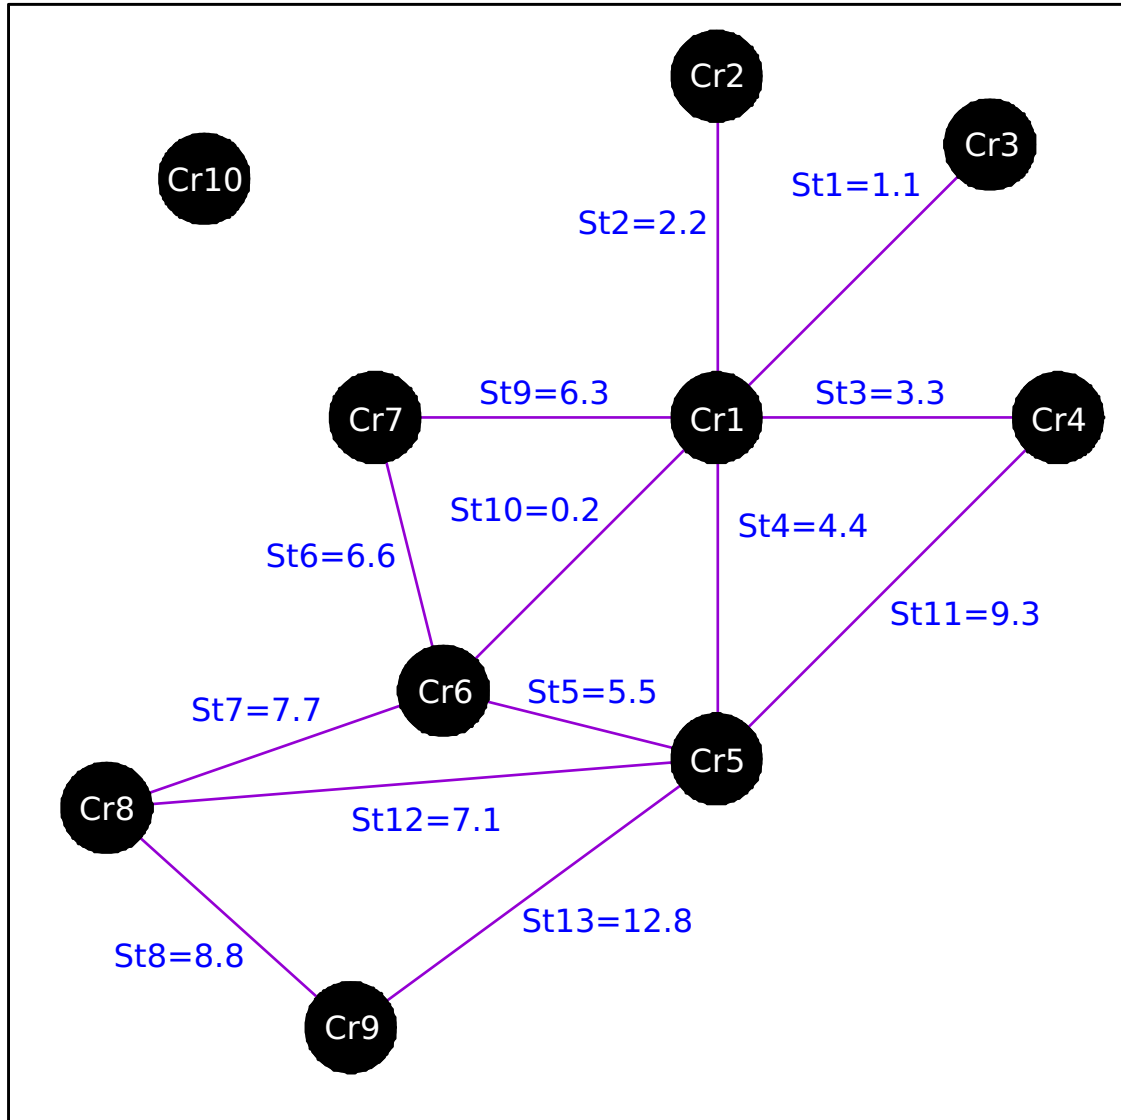 Cr2
Cr3
Cr10
St1=1.1
St2=2.2
St9=6.3
St3=3.3
Cr7
Cr1
Cr4
St10=0.2
St4=4.4
St6=6.6
St11=9.3
Cr6
St5=5.5
St7=7.7
Cr5
Cr8
St12=7.1
St13=12.8
St8=8.8
Cr9